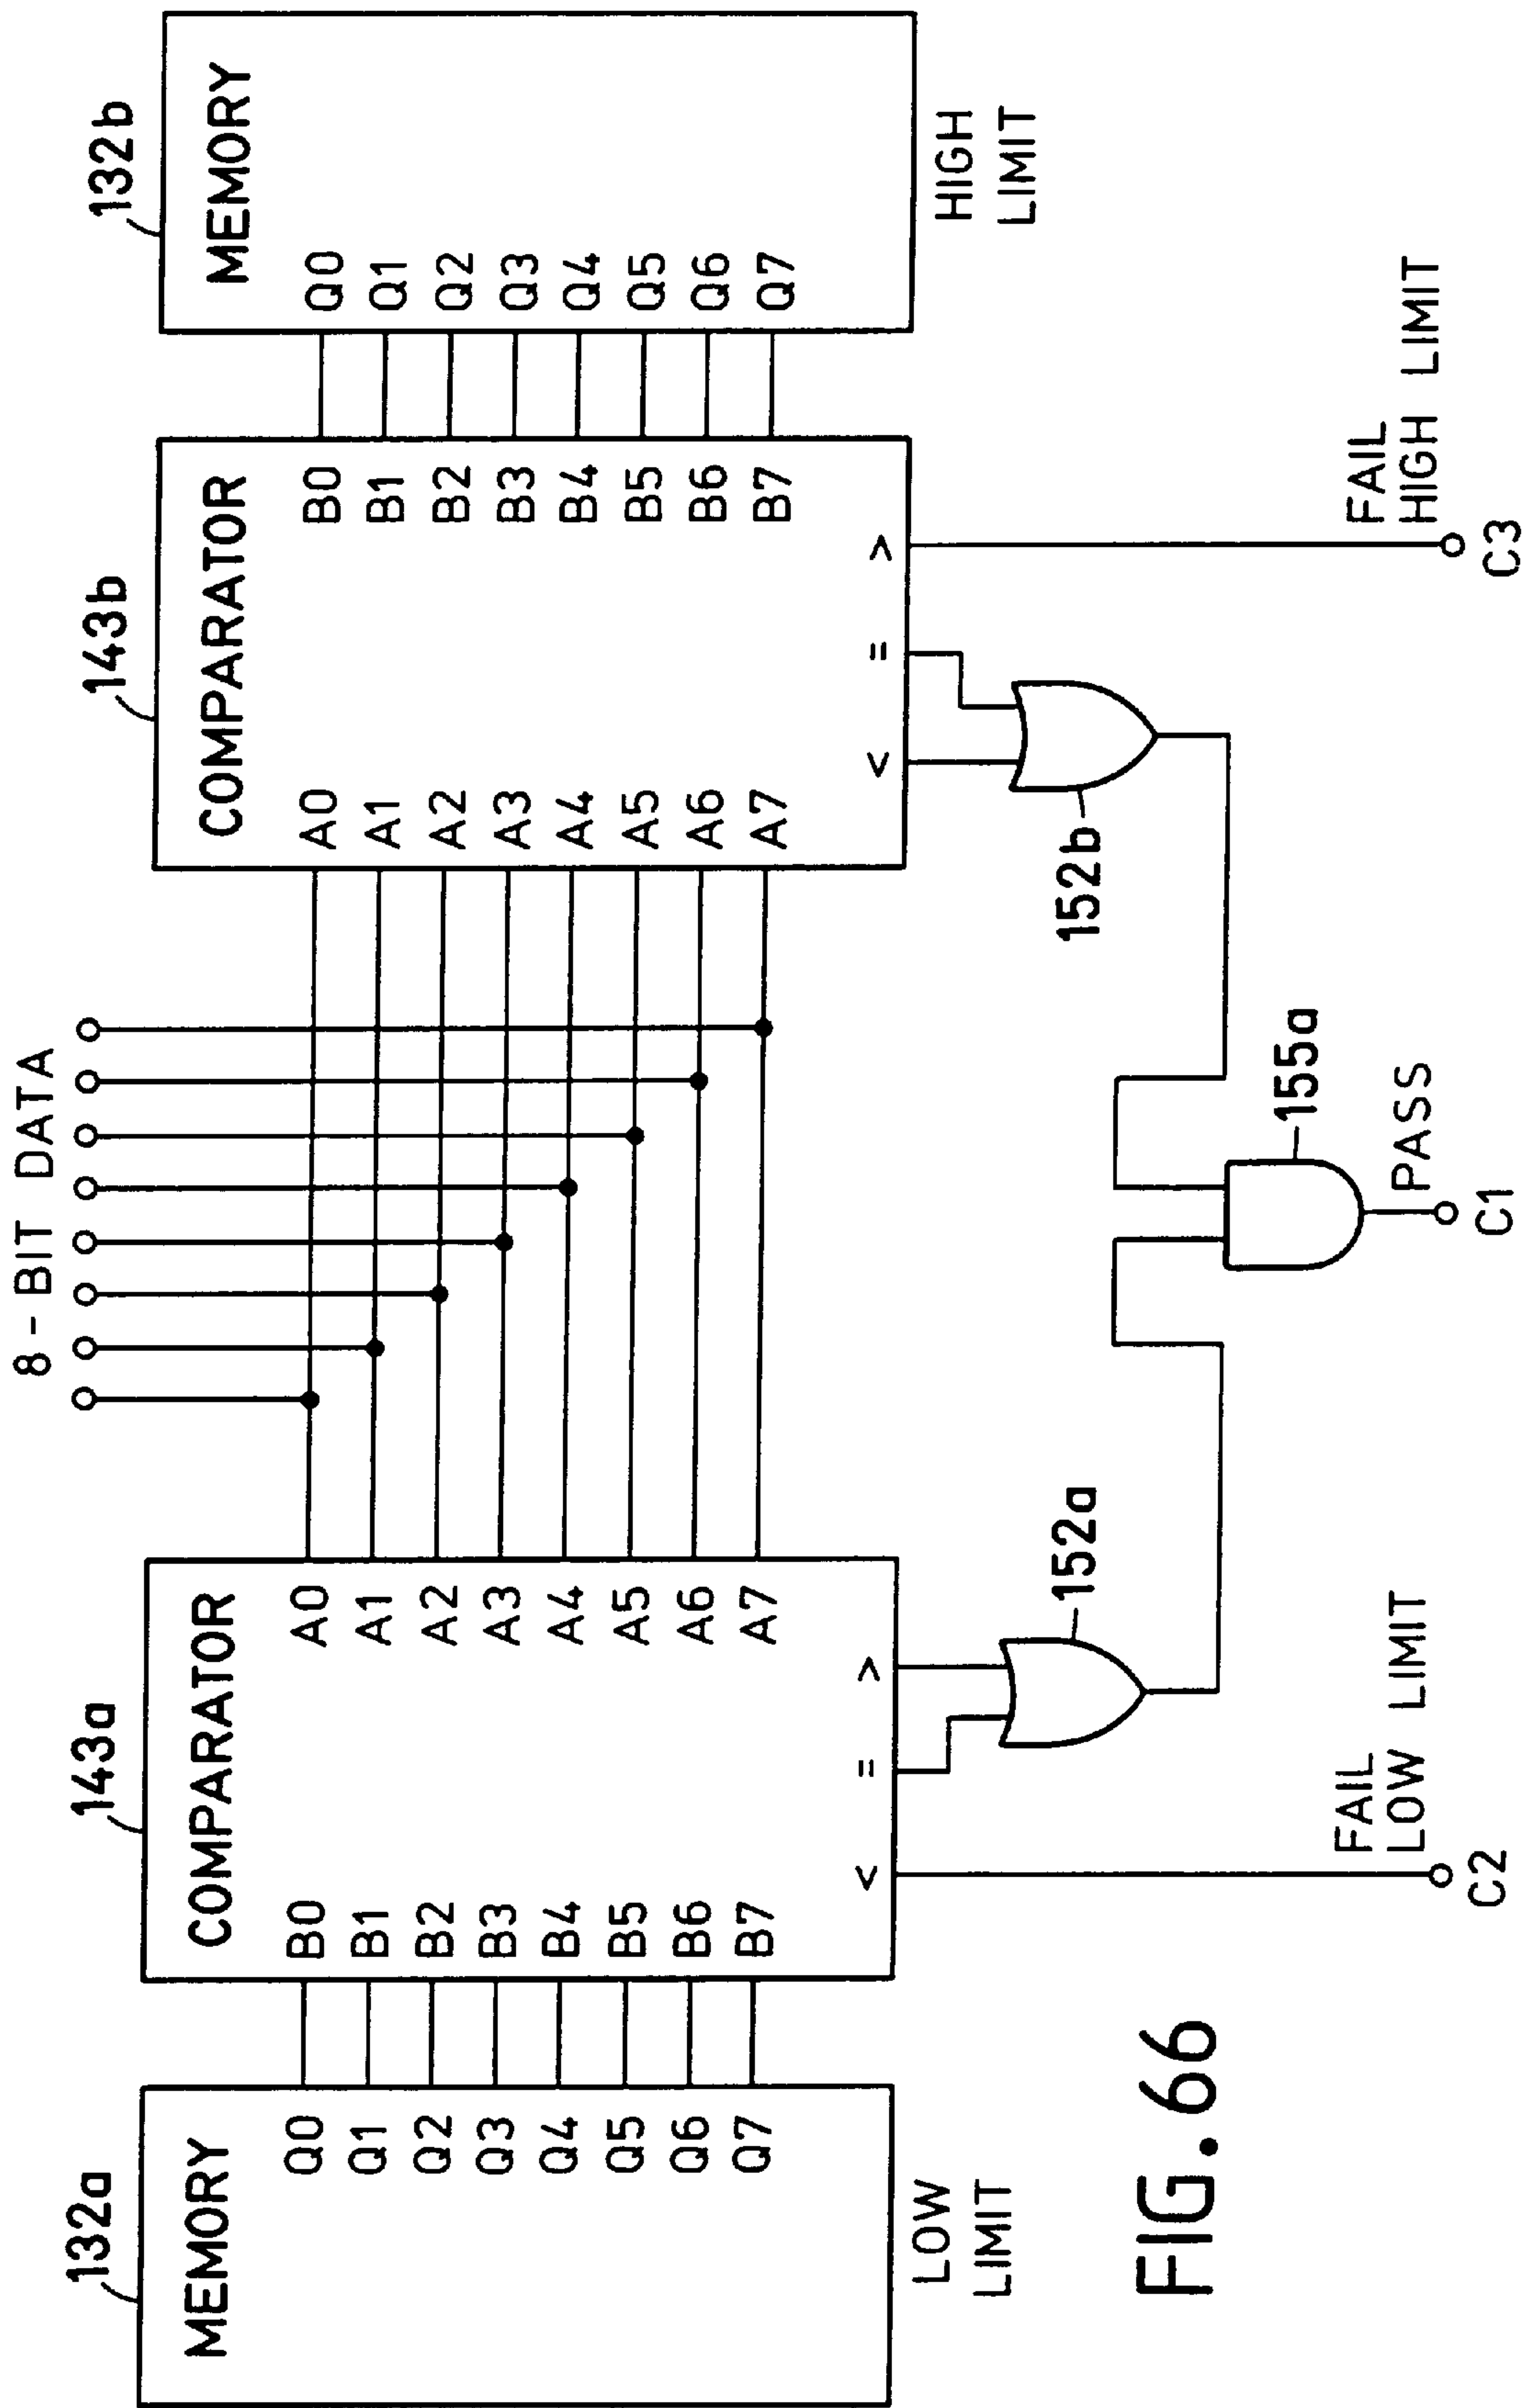 8-BIT DATA
132a
MEMORY
Q0
Q1
Q2
Q3
Q4
Q5
Q6
Q7
LOW
LIMIT
143a
COMPARATOR
B0
B1
B2
B3
B4
B5
B6
B7
A0
A1
A2
A3
A4
A5
A6
A7
< = >
152a
FAIL
LOW LIMIT
C2
143b
COMPARATOR
A0
A1
A2
A3
A4
A5
A6
A7
B0
B1
B2
B3
B4
B5
B6
B7
< = >
152b
FAIL
HIGH LIMIT
C3
132b
MEMORY
Q0
Q1
Q2
Q3
Q4
Q5
Q6
Q7
HIGH
LIMIT
155a
PASS
C1
FIG. 66